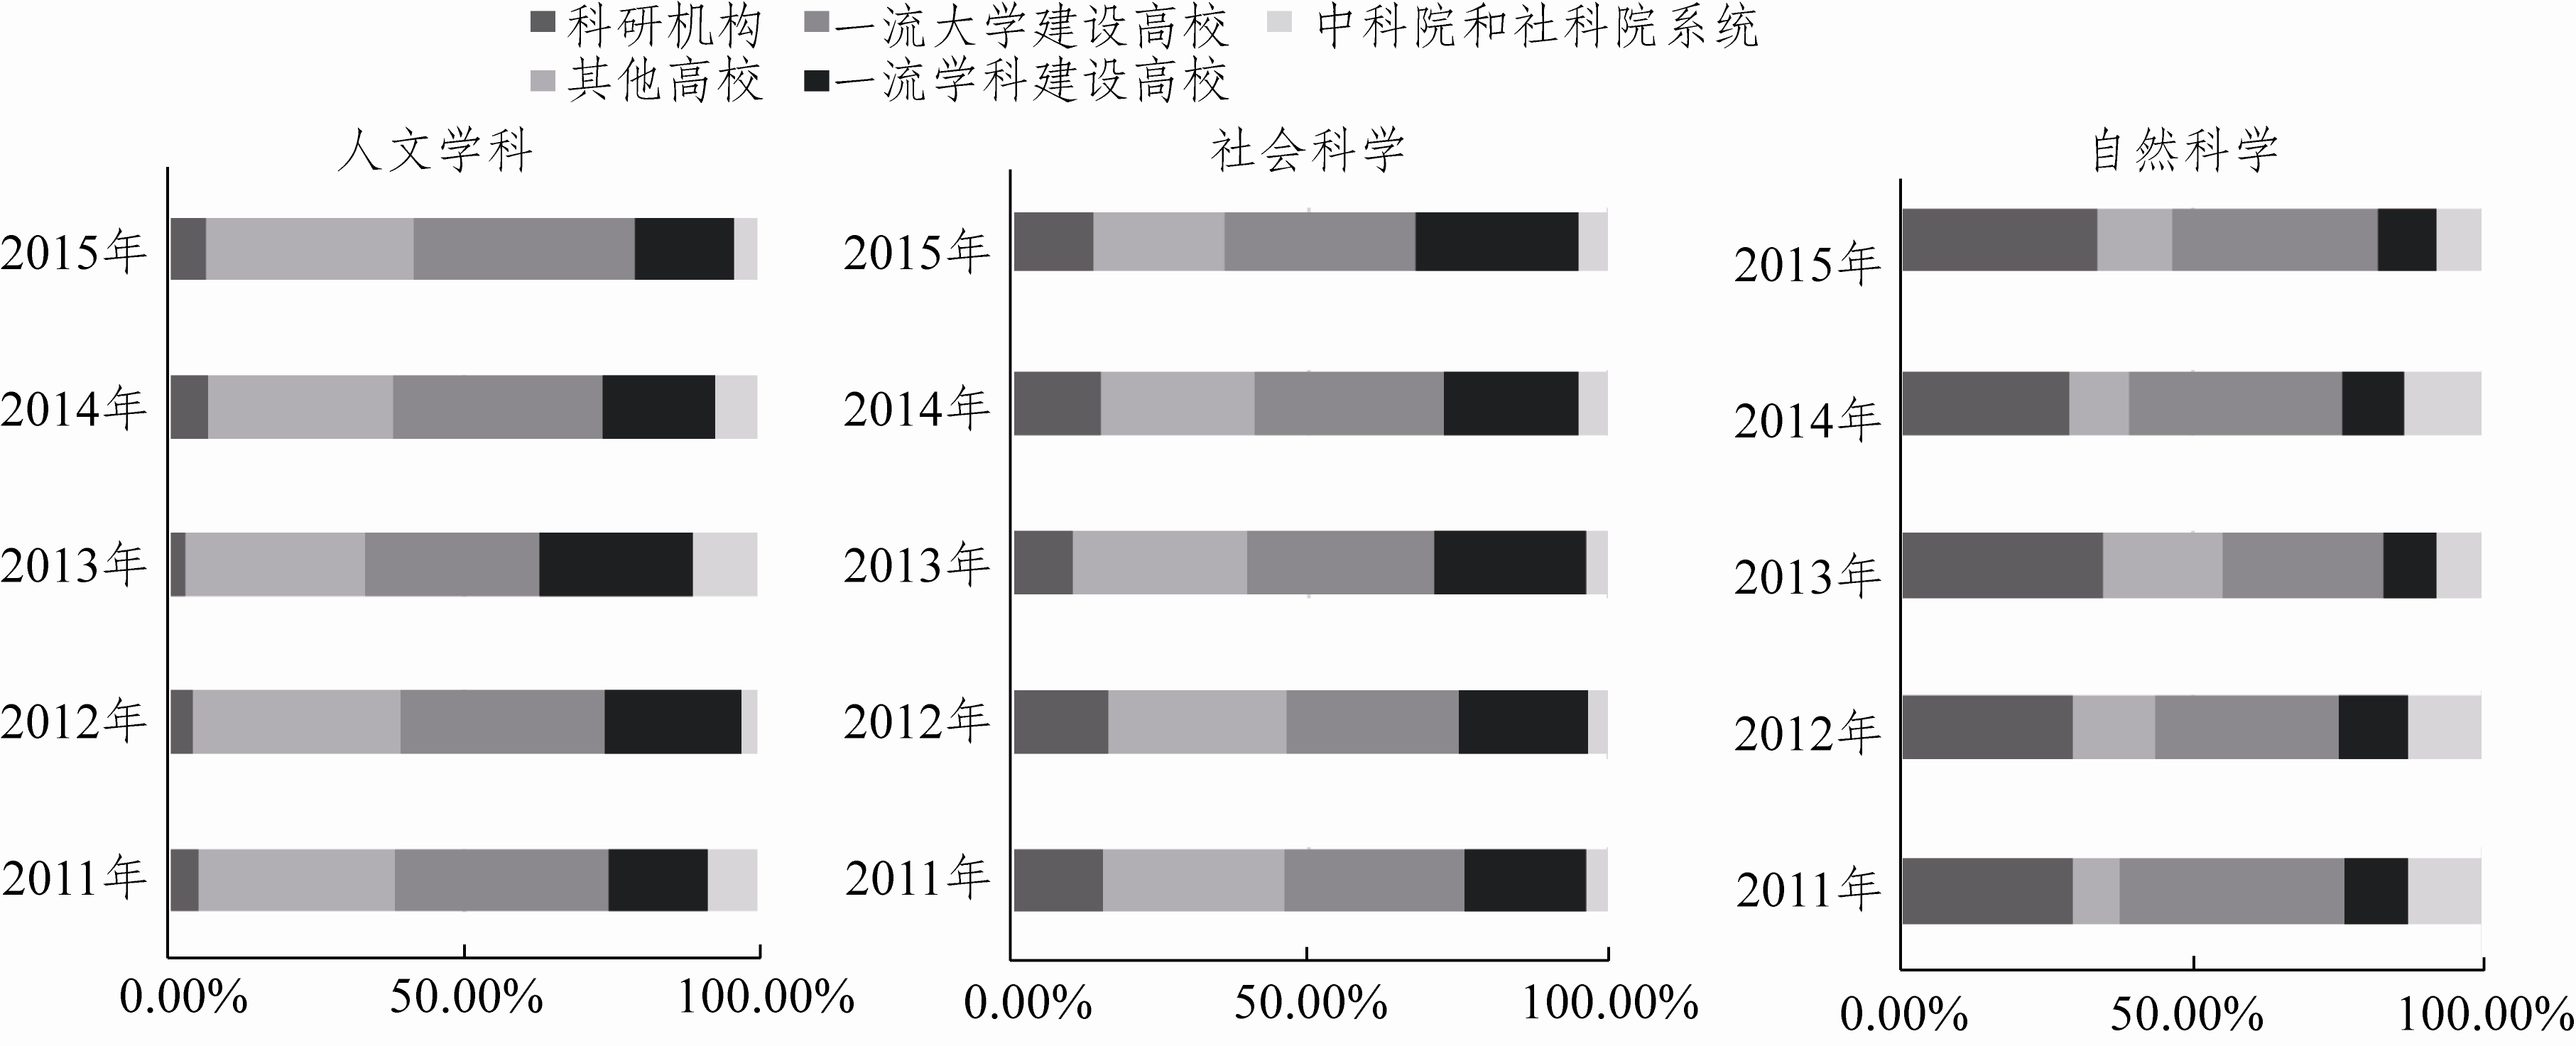 科研机构 一流大学建设高校 中科院和社科院系统
其他高校 一流学科建设高校
人文学科
2015年
2014年
2013年
2012年
2011年
0.00% 50.00% 100.00%
社会科学
2015年
2014年
2013年
2012年
2011年
0.00% 50.00% 100.00%
自然科学
2015年
2014年
2013年
2012年
2011年
0.00% 50.00% 100.00%